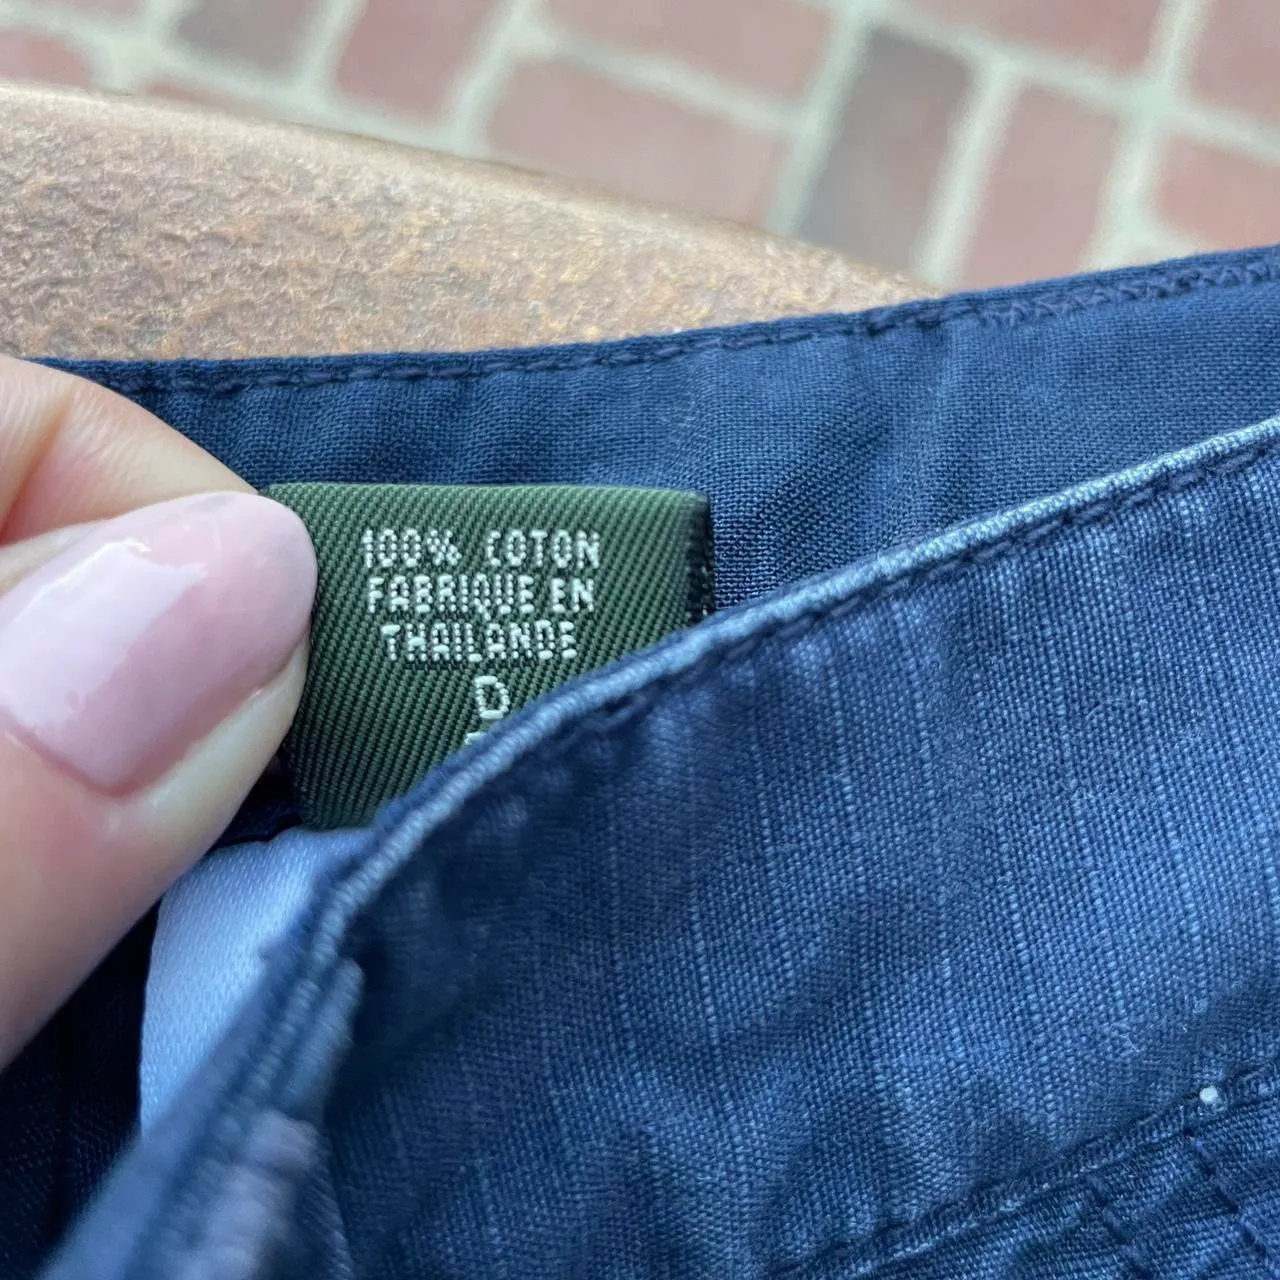 100% COTON
FABRIQUE EN
THAILANDE
D